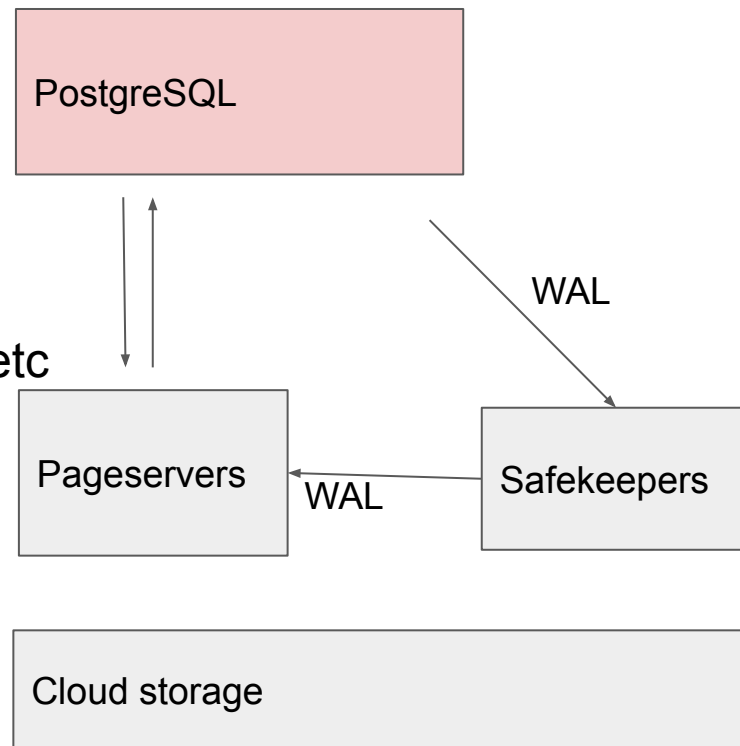 PostgreSQL
WAL
etc
Pageservers
WAL
Safekeepers
Cloud storage